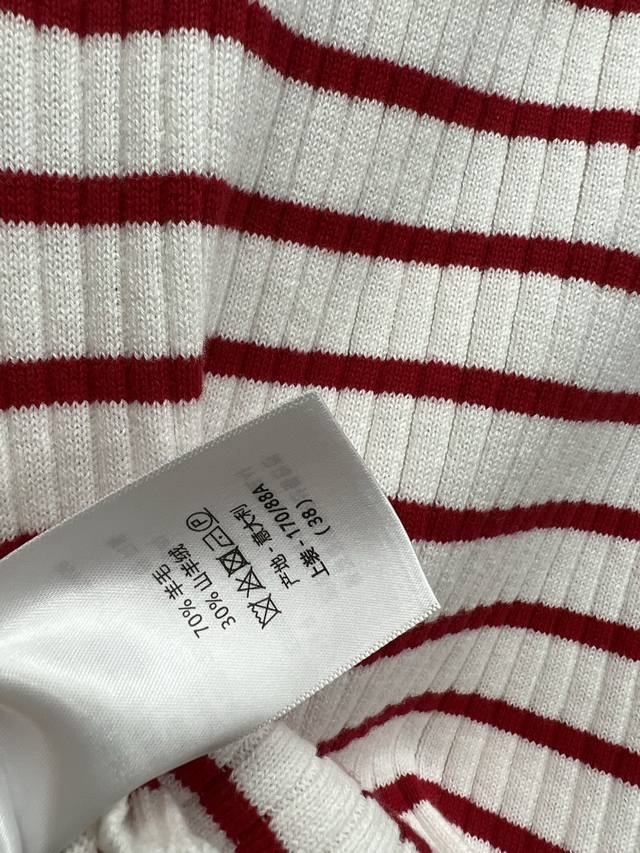 上装-170/88A
(38)
产地-意大利
70%羊毛
30%山羊绒
P